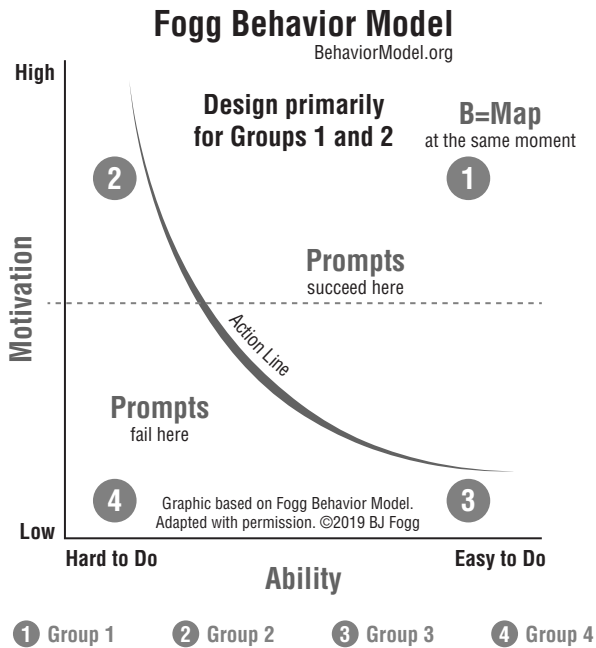 Fogg Behavior Model
BehaviorModel.org
High
Design primarily
for Groups 1 and 2
B=Map
at the same moment
2
1
Motivation
Prompts
succeed here
Action Line
Prompts
fail here
4
Graphic based on Fogg Behavior Model.
Adapted with permission. ©2019 BJ Fogg
3
Low
Hard to Do
Easy to Do
Ability
1 Group 1
2 Group 2
3 Group 3
4 Group 4